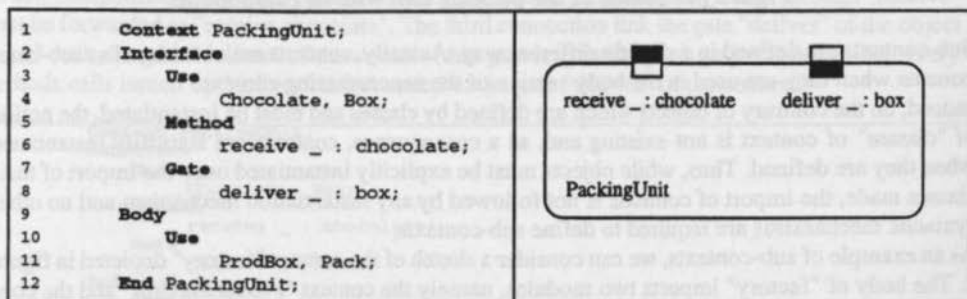 1 Context PackingUnit;
2 Interface
3 Use
4 Chocolate, Box;
5 Method
6 receive _ : chocolate;
7 Gate
8 deliver _ : box;
9 Body
10 Use
11 ProdBox, Pack;
12 End PackingUnit;
receive _ : chocolate deliver _ : box
PackingUnit